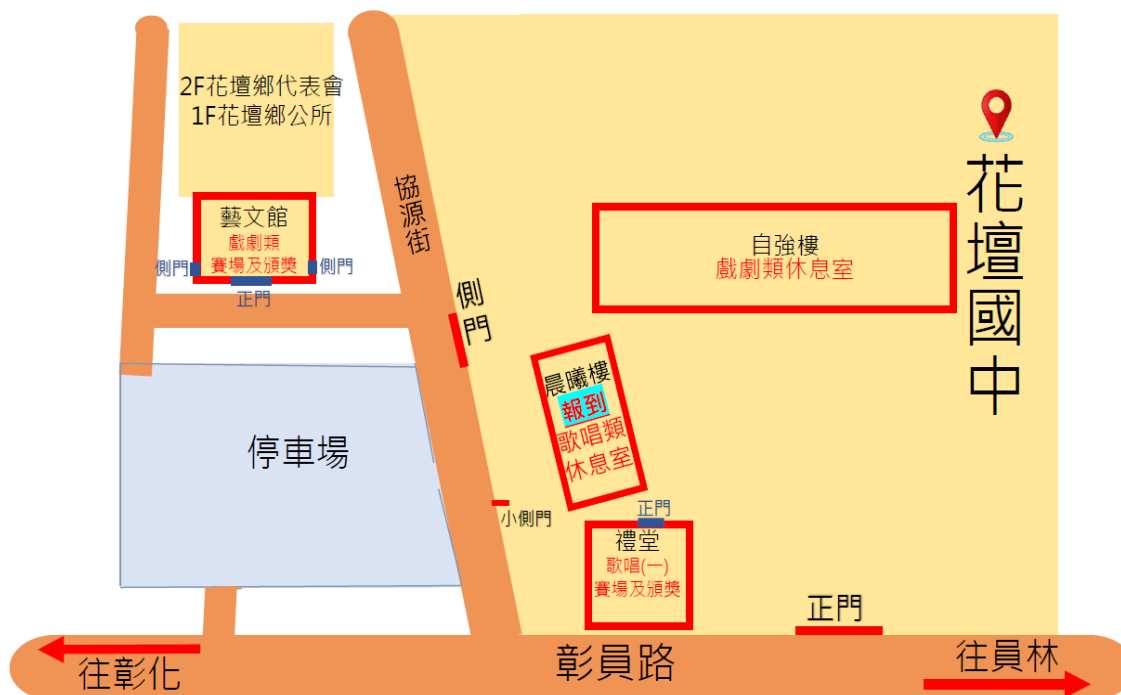 2F花壇鄉代表會
1F花壇鄉公所
藝文館
戲劇類
賽場及頒獎
側門
側門
正門
協源街
側門
自強樓
戲劇類休息室
花壇國中
晨曦樓
報到
歌唱類
休息室
停車場
小側門
正門
禮堂
歌唱(一)
賽場及頒獎
正門
往彰化
彰員路
往員林